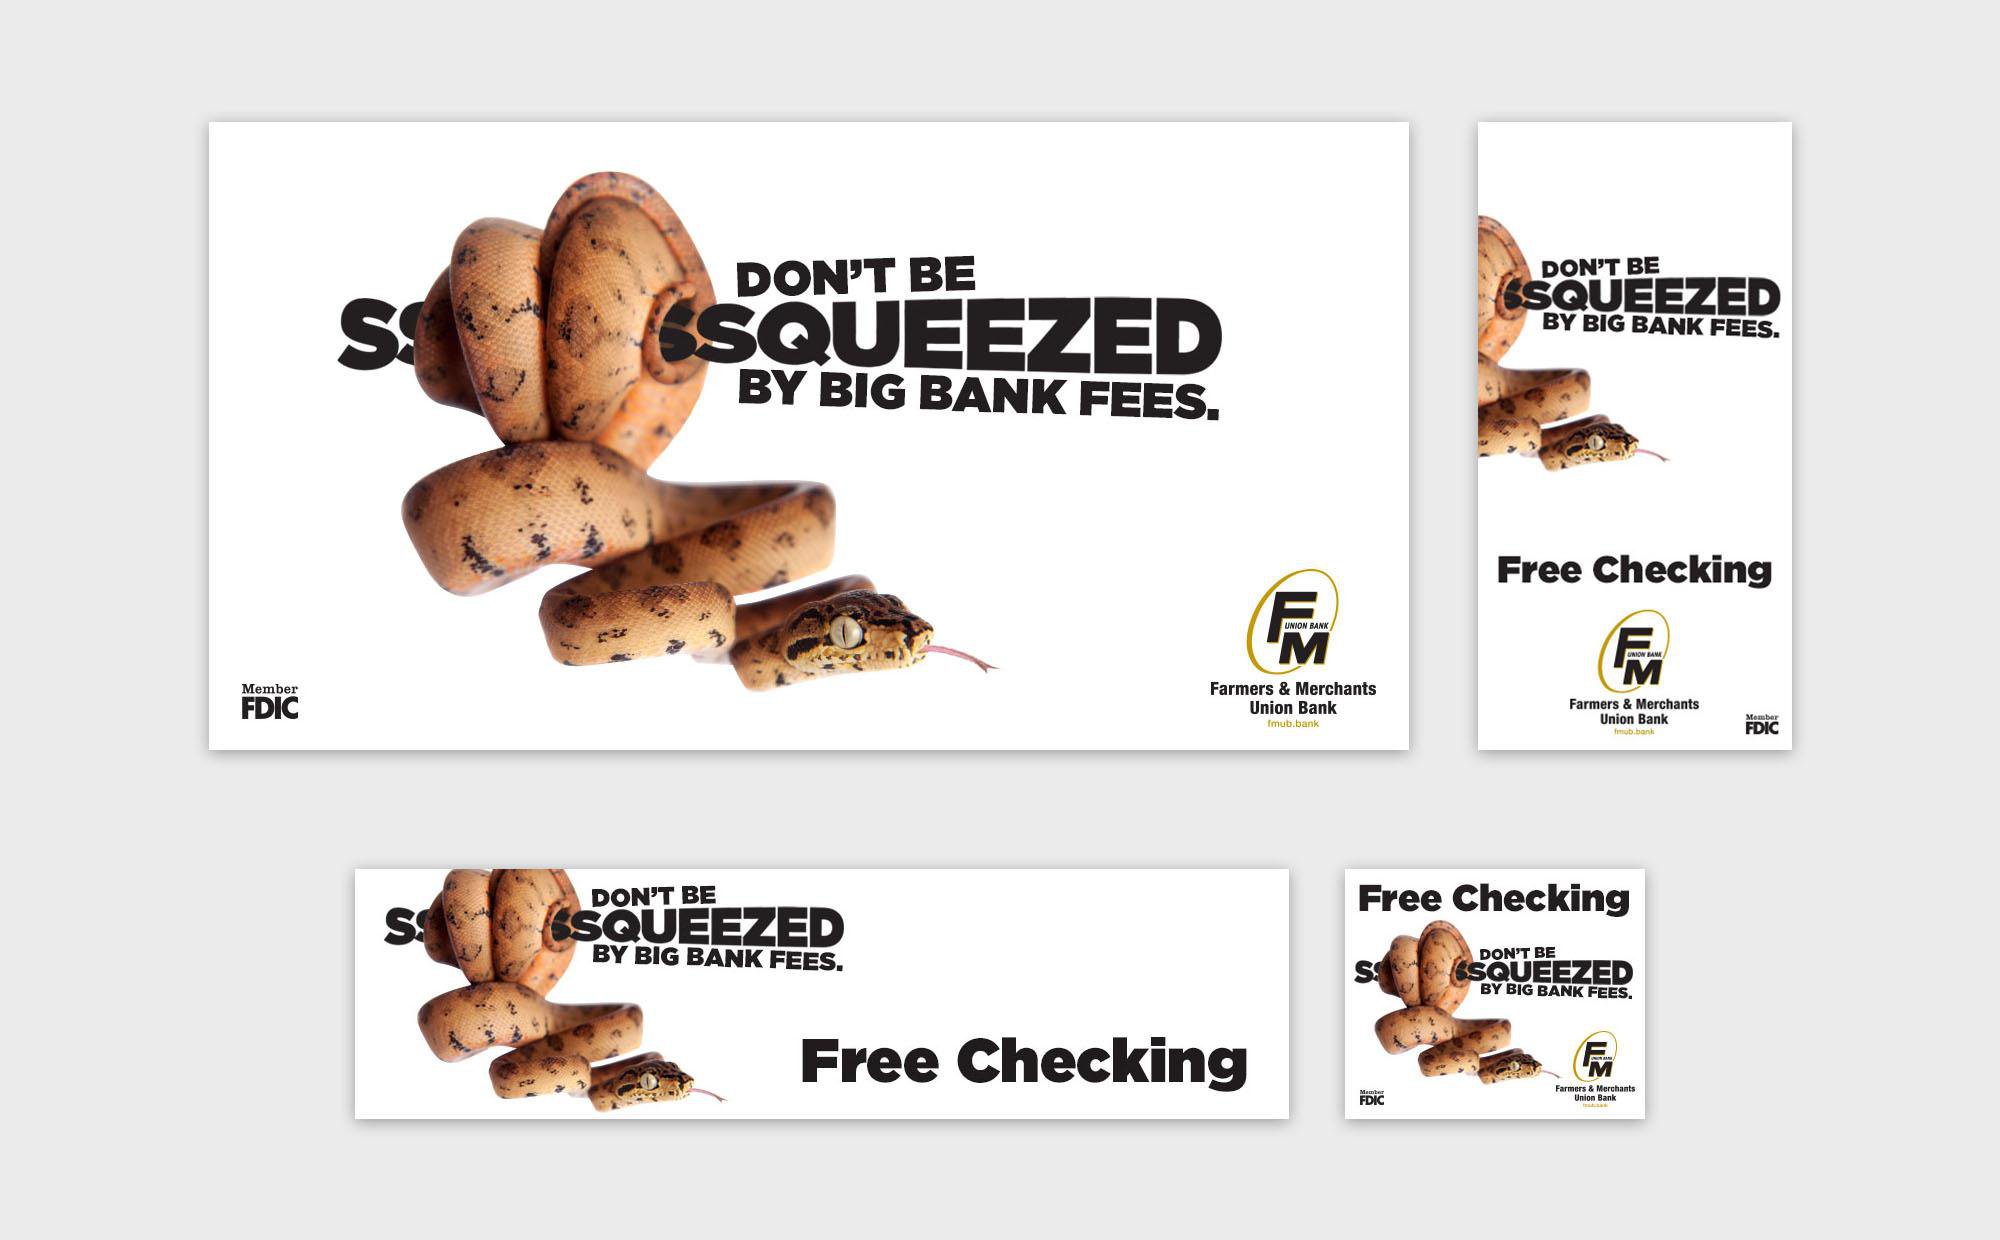 DON'T BE
SSSQUEEZED
BY BIG BANK FEES.
F
UNION BANK
M
Farmers & Merchants
Union Bank
fmub.bank
Member
FDIC
DON'T BE
SSQUEEZED
BY BIG BANK FEES.
Free Checking
F
UNION BANK
M
Farmers & Merchants
Union Bank
fmub.bank
Member
FDIC
DON'T BE
SSSQUEEZED
BY BIG BANK FEES.
Free Checking
Free Checking
DON'T BE
SSSQUEEZED
BY BIG BANK FEES.
F
UNION BANK
M
Farmers & Merchants
Union Bank
fmub.bank
Member
FDIC